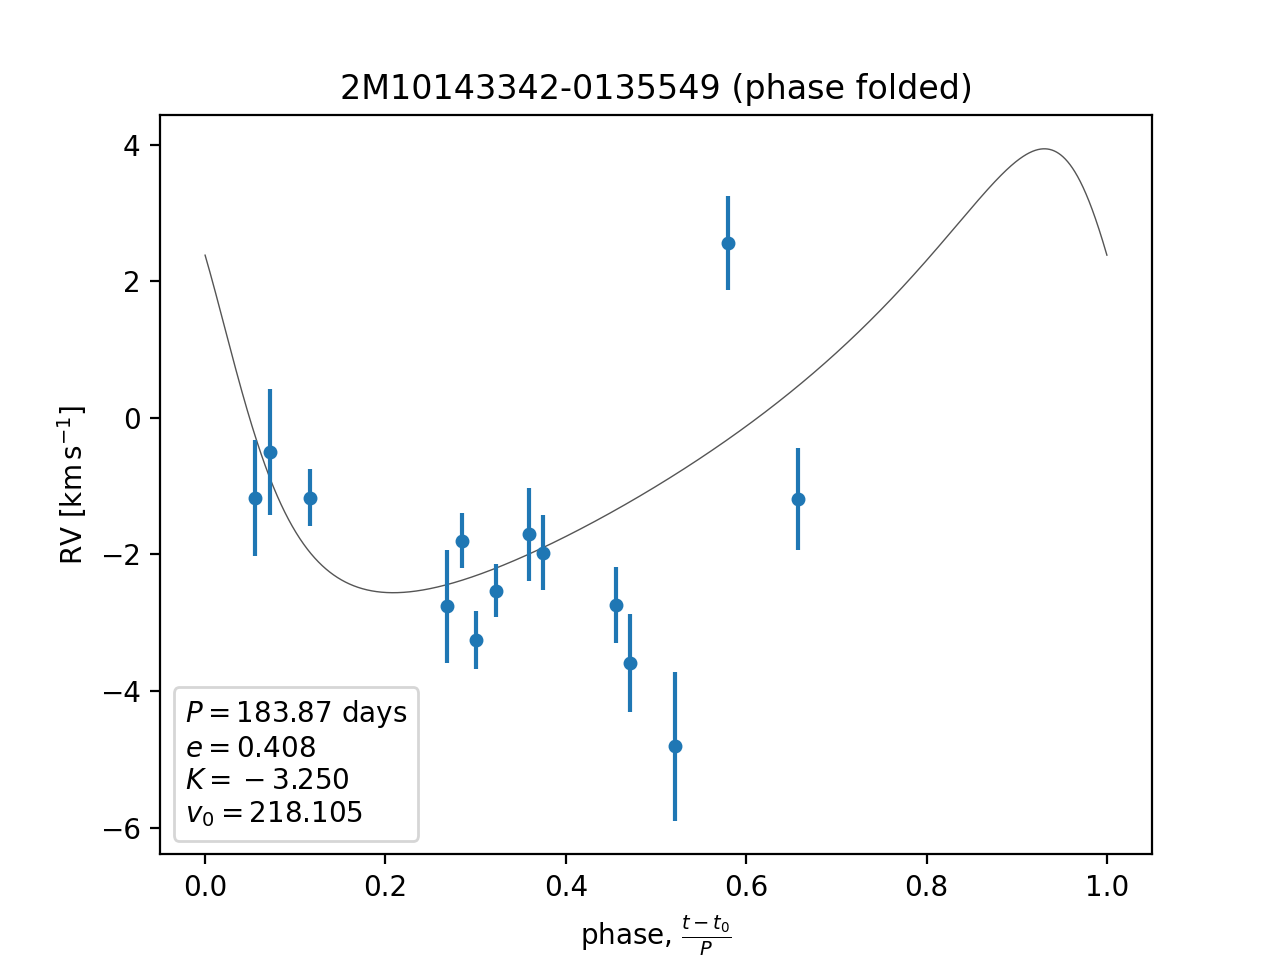 2M10143342-0135549 (phase folded)
RV [km s⁻¹]
4
2
0
−2
−4
−6
P = 183.87 days
e = 0.408
K = −3.250
v₀ = 218.105
0.0 0.2 0.4 0.6 0.8 1.0
phase, (t − t₀)/P